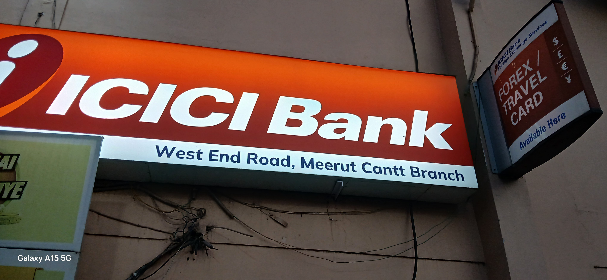 ICICI Bank
West End Road, Meerut Cantt Branch
FOREX /
TRAVEL
CARD
$
£
€
¥
Available Here
Galaxy A15 5G